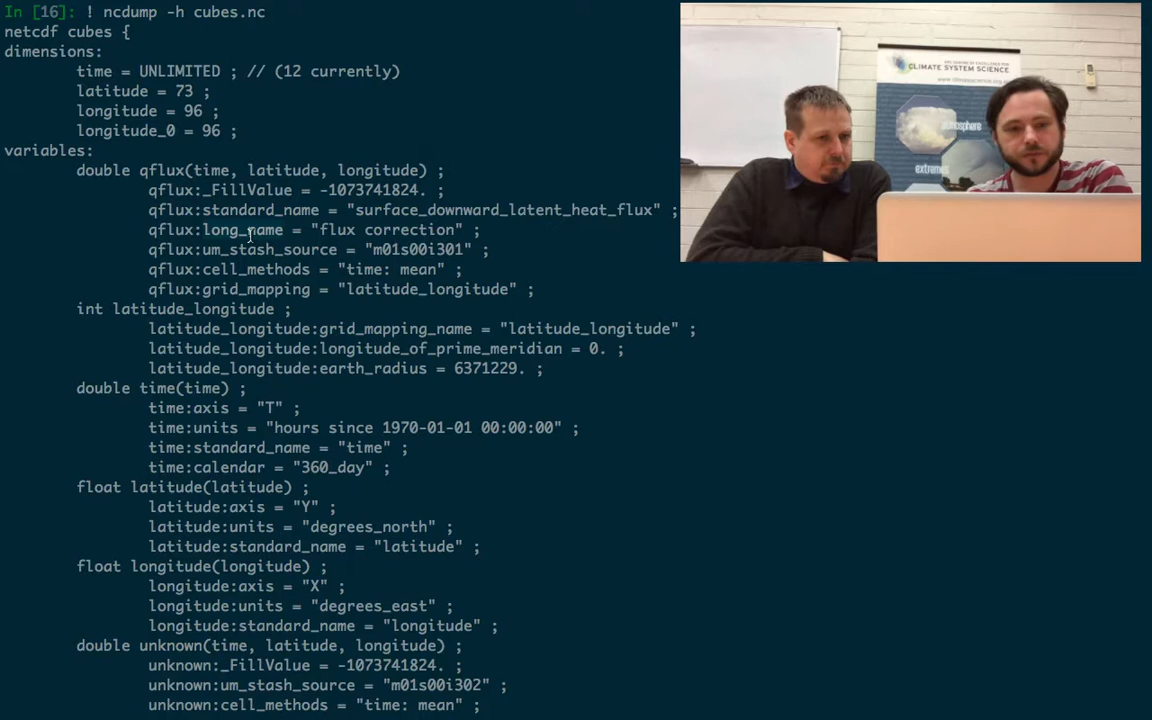 In [16]: ! ncdump -h cubes.nc
netcdf cubes {
dimensions:
time = UNLIMITED ; // (12 currently)
latitude = 73 ;
longitude = 96 ;
longitude_0 = 96 ;
variables:
double qflux(time, latitude, longitude) ;
qflux:_FillValue = -1073741824. ;
qflux:standard_name = "surface_downward_latent_heat_flux" ;
qflux:long_name = "flux correction" ;
qflux:um_stash_source = "m01s00i301" ;
qflux:cell_methods = "time: mean" ;
qflux:grid_mapping = "latitude_longitude" ;
int latitude_longitude ;
latitude_longitude:grid_mapping_name = "latitude_longitude" ;
latitude_longitude:longitude_of_prime_meridian = 0. ;
latitude_longitude:earth_radius = 6371229. ;
double time(time) ;
time:axis = "T" ;
time:units = "hours since 1970-01-01 00:00:00" ;
time:standard_name = "time" ;
time:calendar = "360_day" ;
float latitude(latitude) ;
latitude:axis = "Y" ;
latitude:units = "degrees_north" ;
latitude:standard_name = "latitude" ;
float longitude(longitude) ;
longitude:axis = "X" ;
longitude:units = "degrees_east" ;
longitude:standard_name = "longitude" ;
double unknown(time, latitude, longitude) ;
unknown:_FillValue = -1073741824. ;
unknown:um_stash_source = "m01s00i302" ;
unknown:cell_methods = "time: mean" ;
CLIMATE SYSTEM SCIENCE
atmosphere
extremes